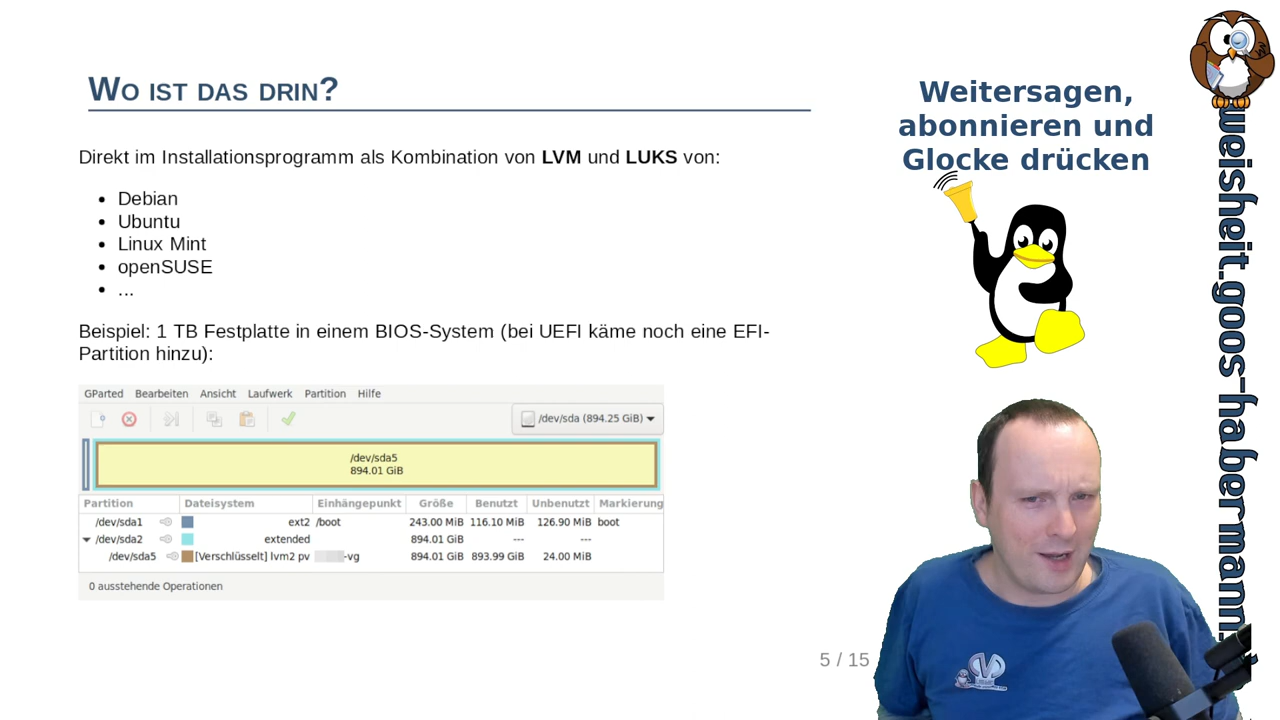 Wo ist das drin?
Direkt im Installationsprogramm als Kombination von LVM und LUKS von:
• Debian
• Ubuntu
• Linux Mint
• openSUSE
• ...
Beispiel: 1 TB Festplatte in einem BIOS-System (bei UEFI käme noch eine EFI-
Partition hinzu):
GParted Bearbeiten Ansicht Laufwerk Partition Hilfe
/dev/sda (894.25 GiB)
/dev/sda5
894.01 GiB
Partition Dateisystem Einhängepunkt Größe Benutzt Unbenutzt Markierung
/dev/sda1 ext2 /boot 243.00 MiB 116.10 MiB 126.90 MiB boot
/dev/sda2 extended 894.01 GiB --- ---
/dev/sda5 [Verschlüsselt] lvm2 pv -vg 894.01 GiB 893.99 GiB 24.00 MiB
0 ausstehende Operationen
5 / 15
Weitersagen,
abonnieren und
Glocke drücken
weisheit.goos-habermann.